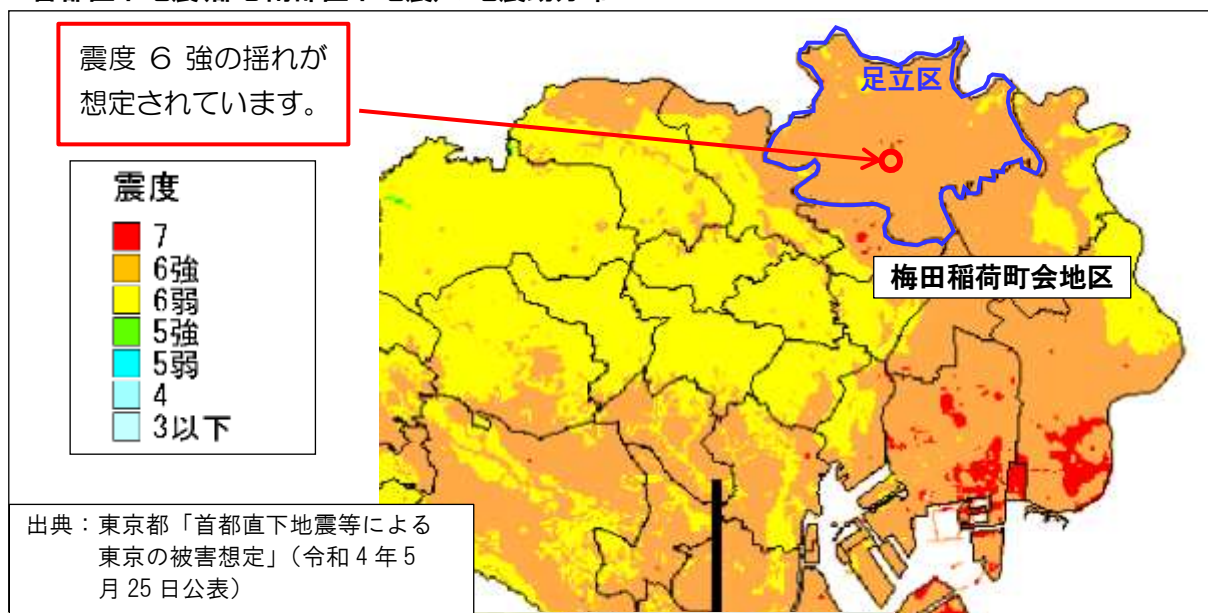 震度 6 強の揺れが
想定されています。
足立区
震度
7
6強
6弱
5強
5弱
4
3以下
梅田稲荷町会地区
出典：東京都「首都直下地震等による
東京の被害想定」（令和 4 年 5
月 25 日公表）